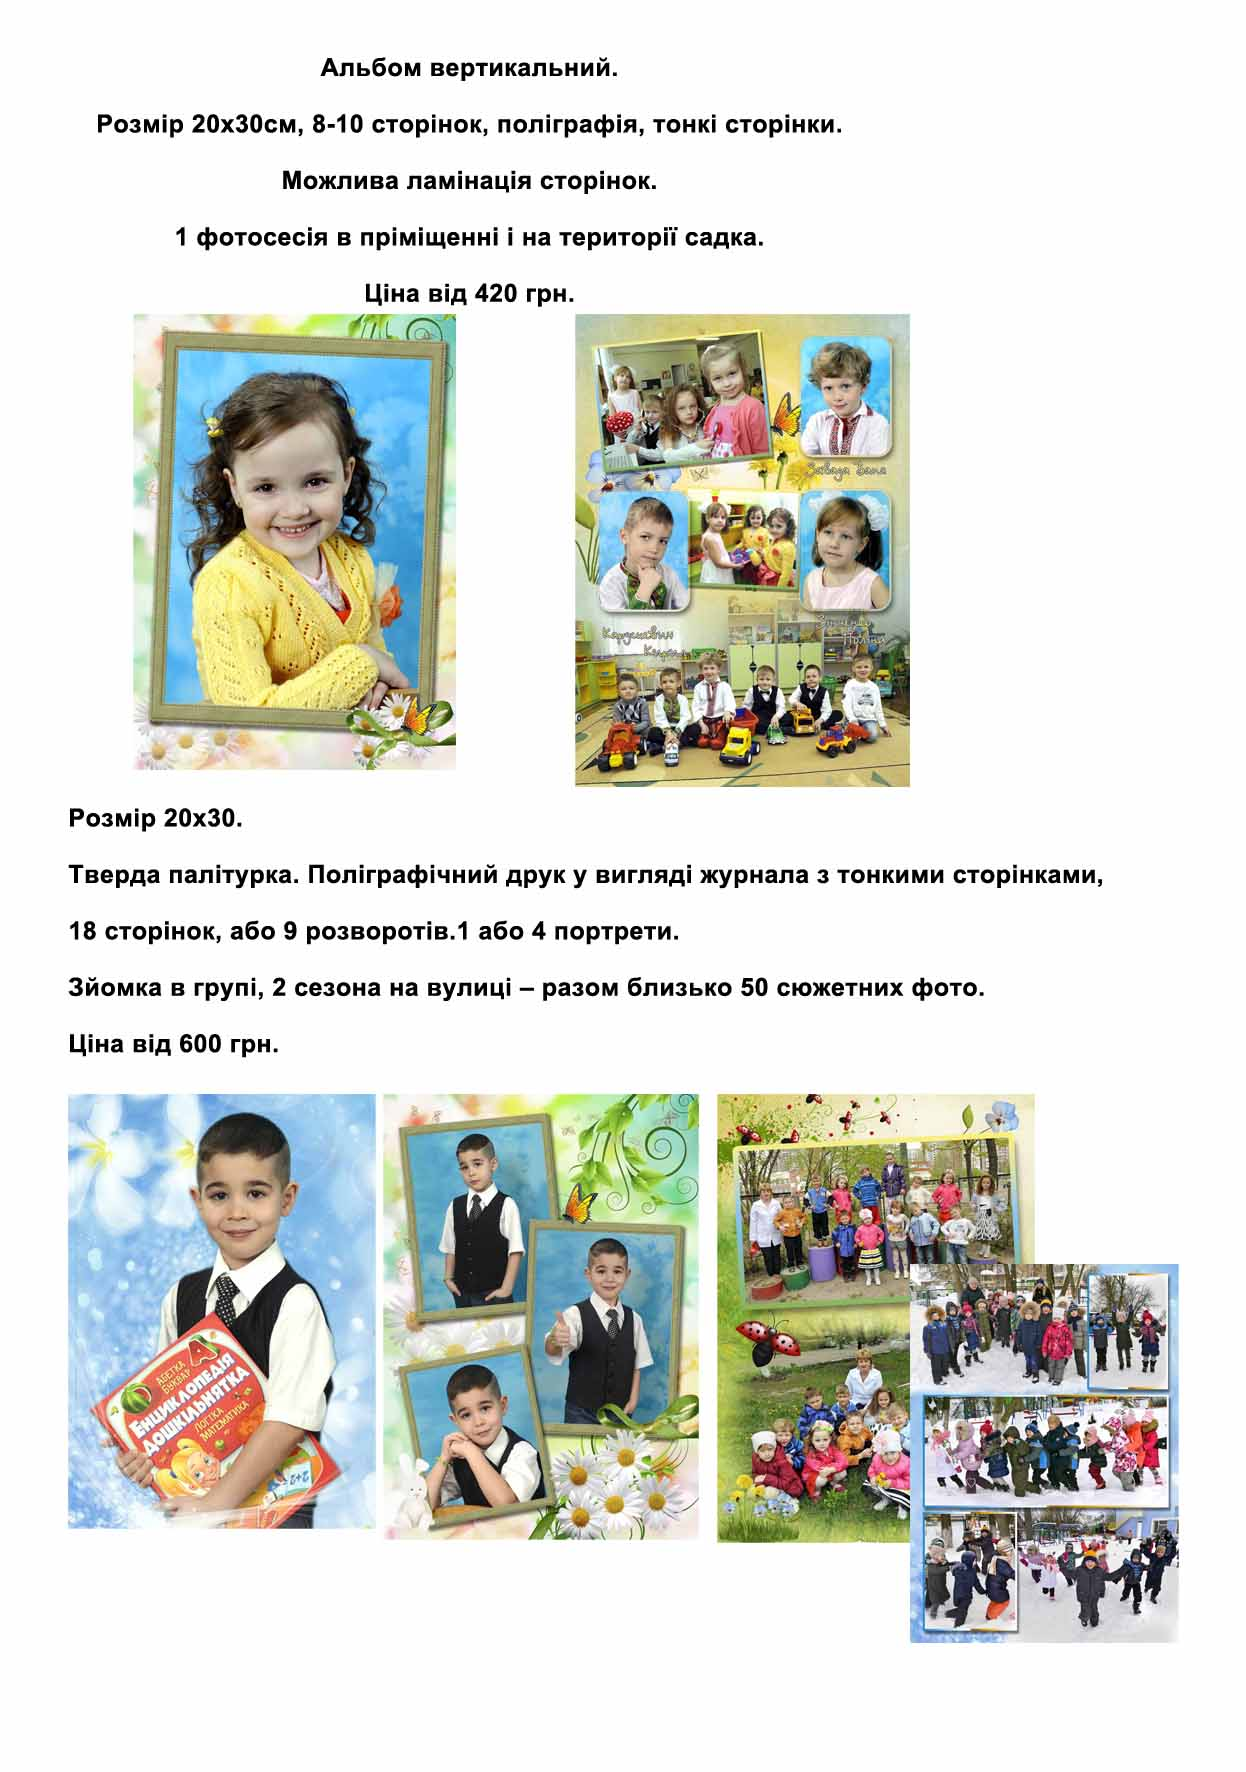 Альбом вертикальний.
Розмір 20х30см, 8-10 сторінок, поліграфія, тонкі сторінки.
Можлива ламінація сторінок.
1 фотосесія в пріміщенні і на території садка.
Ціна від 420 грн.
Розмір 20х30.
Тверда палітурка. Поліграфічний друк у вигляді журнала з тонкими сторінками,
18 сторінок, або 9 розворотів.1 або 4 портрети.
Зйомка в групі, 2 сезона на вулиці – разом близько 50 сюжетних фото.
Ціна від 600 грн.
А
АБЕТКА
БУКВАР
ЕНЦИКЛОПЕДІЯ
ДОШКІЛЬНЯТКА
ЛОГІКА
МАТЕМАТИКА
2+2